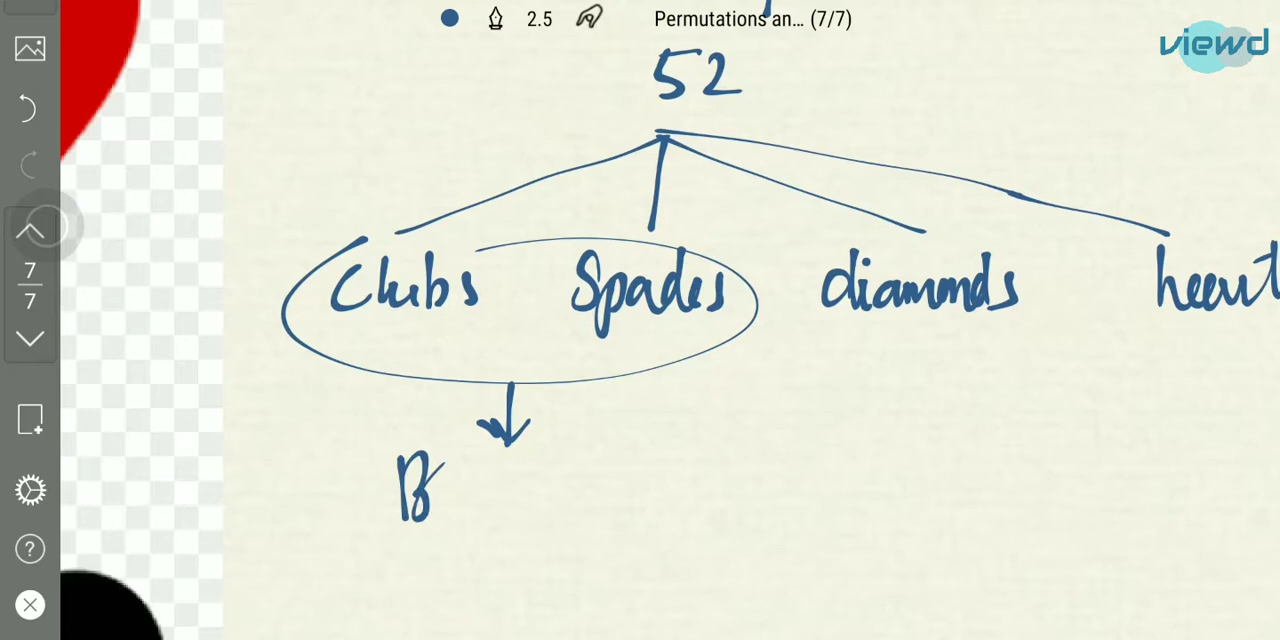 2.5 Permutations an... (7/7)
viewd
52
Clubs Spades diamonds heart
7
7
B